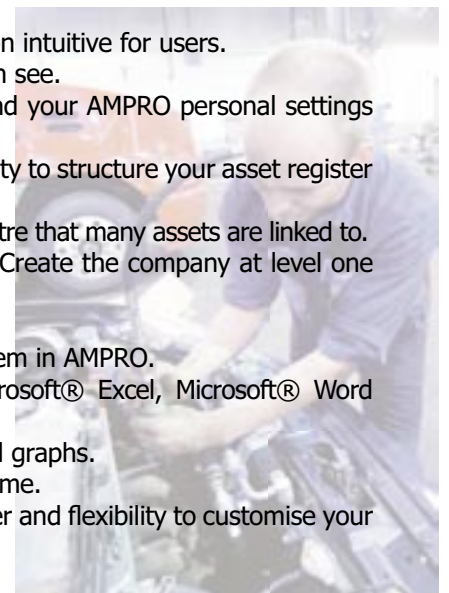 n intuitive for users.
n see.
nd your AMPRO personal settings
ty to structure your asset register
tre that many assets are linked to.
Create the company at level one
em in AMPRO.
rosoft® Excel, Microsoft® Word
l graphs.
me.
er and flexibility to customise your